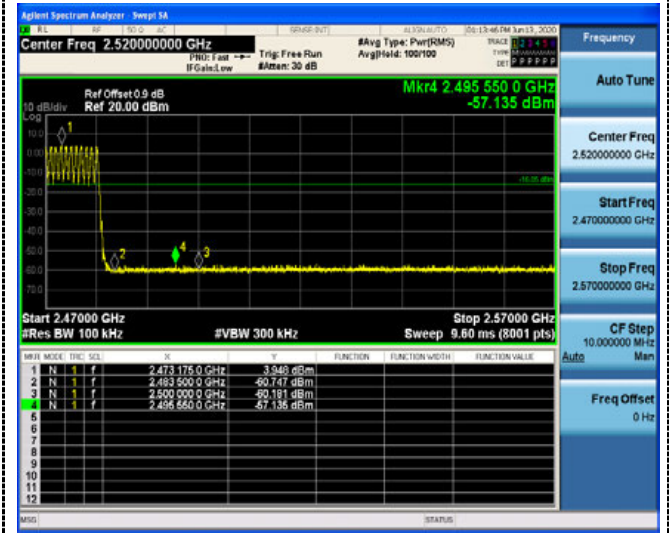 Agilent Spectrum Analyzer - Swept SA
RL RF 50 Ω AC SENSE:INT ALIGN AUTO 01:13:46 PM Jun 13, 2020
Center Freq 2.520000000 GHz
PNO: Fast Trig: Free Run
IFGain:Low #Atten: 30 dB
#Avg Type: Pwr(RMS)
Avg|Hold: 100/100
TRACE 1 2 3 4 5 6
TYPE
DET P P P P P P
Frequency
Ref Offset 0.9 dB
10 dB/div Ref 20.00 dBm
Log
Mkr4 2.495 550 0 GHz
-57.135 dBm
Auto Tune
10.0
0.00
-10.0
-20.0
-30.0
-40.0
-50.0
-60.0
-70.0
1
2
4
3
Center Freq
2.520000000 GHz
Start Freq
2.470000000 GHz
Stop Freq
2.570000000 GHz
Start 2.47000 GHz Stop 2.57000 GHz
#Res BW 100 kHz #VBW 300 kHz Sweep 9.60 ms (8001 pts)
CF Step
10.000000 MHz
Auto Man
MKR MODE TRC SCL X Y FUNCTION FUNCTION WIDTH FUNCTION VALUE
1 N 1 f 2.473 175 0 GHz 3.948 dBm
2 N 1 f 2.483 500 0 GHz -60.747 dBm
3 N 1 f 2.500 000 0 GHz -60.181 dBm
4 N 1 f 2.495 550 0 GHz -57.135 dBm
5
6
7
8
9
10
11
12
Freq Offset
0 Hz
MSG STATUS